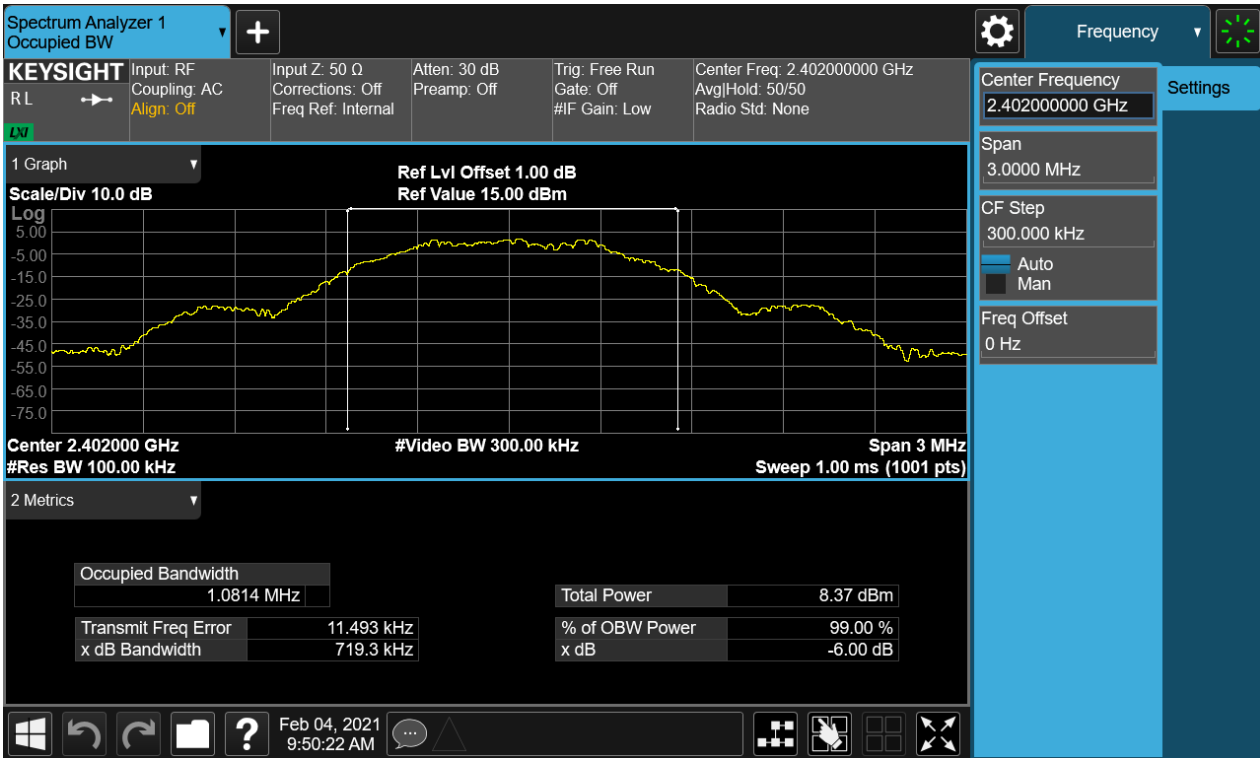 Spectrum Analyzer 1
Occupied BW
+
Frequency
KEYSIGHT
R L
LXI
Input: RF
Coupling: AC
Align: Off
Input Z: 50 Ω
Corrections: Off
Freq Ref: Internal
Atten: 30 dB
Preamp: Off
Trig: Free Run
Gate: Off
#IF Gain: Low
Center Freq: 2.402000000 GHz
Avg|Hold: 50/50
Radio Std: None
Center Frequency
2.402000000 GHz
Settings
Span
3.0000 MHz
CF Step
300.000 kHz
Auto
Man
Freq Offset
0 Hz
1 Graph
Scale/Div 10.0 dB
Ref Lvl Offset 1.00 dB
Ref Value 15.00 dBm
Log
5.00
-5.00
-15.0
-25.0
-35.0
-45.0
-55.0
-65.0
-75.0
Center 2.402000 GHz
#Video BW 300.00 kHz
Span 3 MHz
#Res BW 100.00 kHz
Sweep 1.00 ms (1001 pts)
2 Metrics
Occupied Bandwidth
1.0814 MHz
Total Power 8.37 dBm
Transmit Freq Error 11.493 kHz
% of OBW Power 99.00 %
x dB Bandwidth 719.3 kHz
x dB -6.00 dB
?
Feb 04, 2021
9:50:22 AM